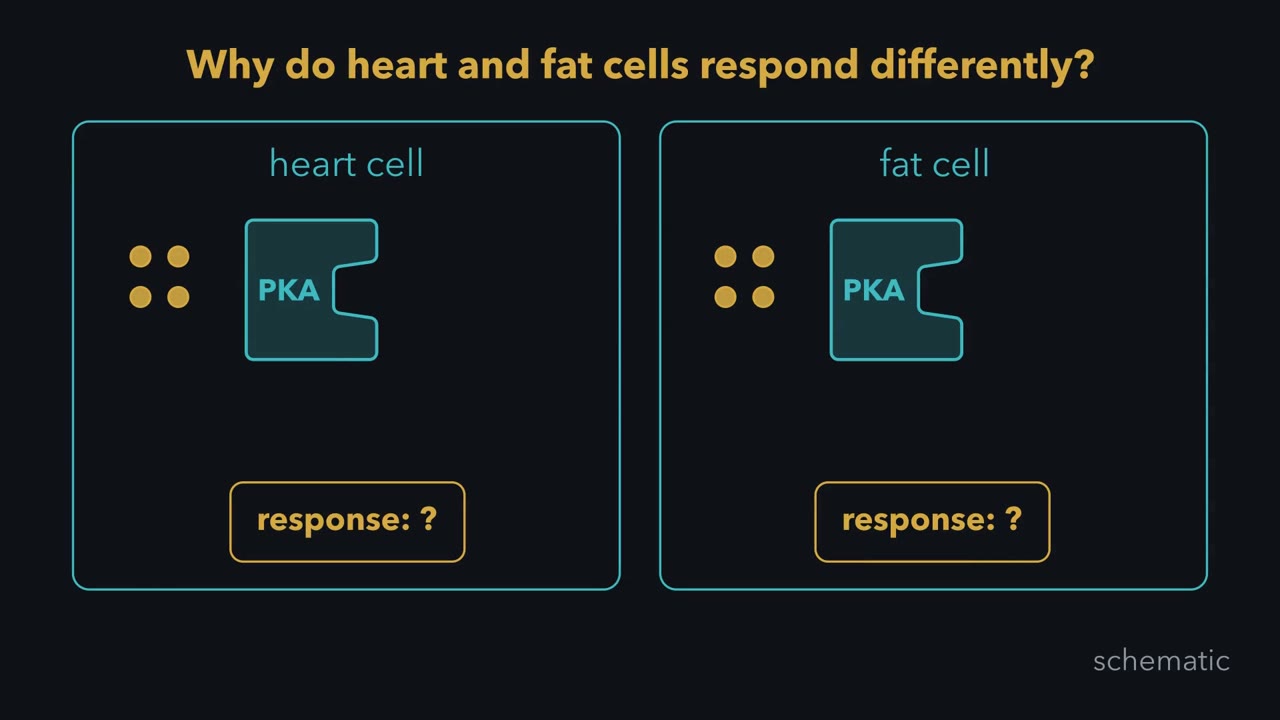 Why do heart and fat cells respond differently?
heart cell
PKA
response: ?
fat cell
PKA
response: ?
schematic